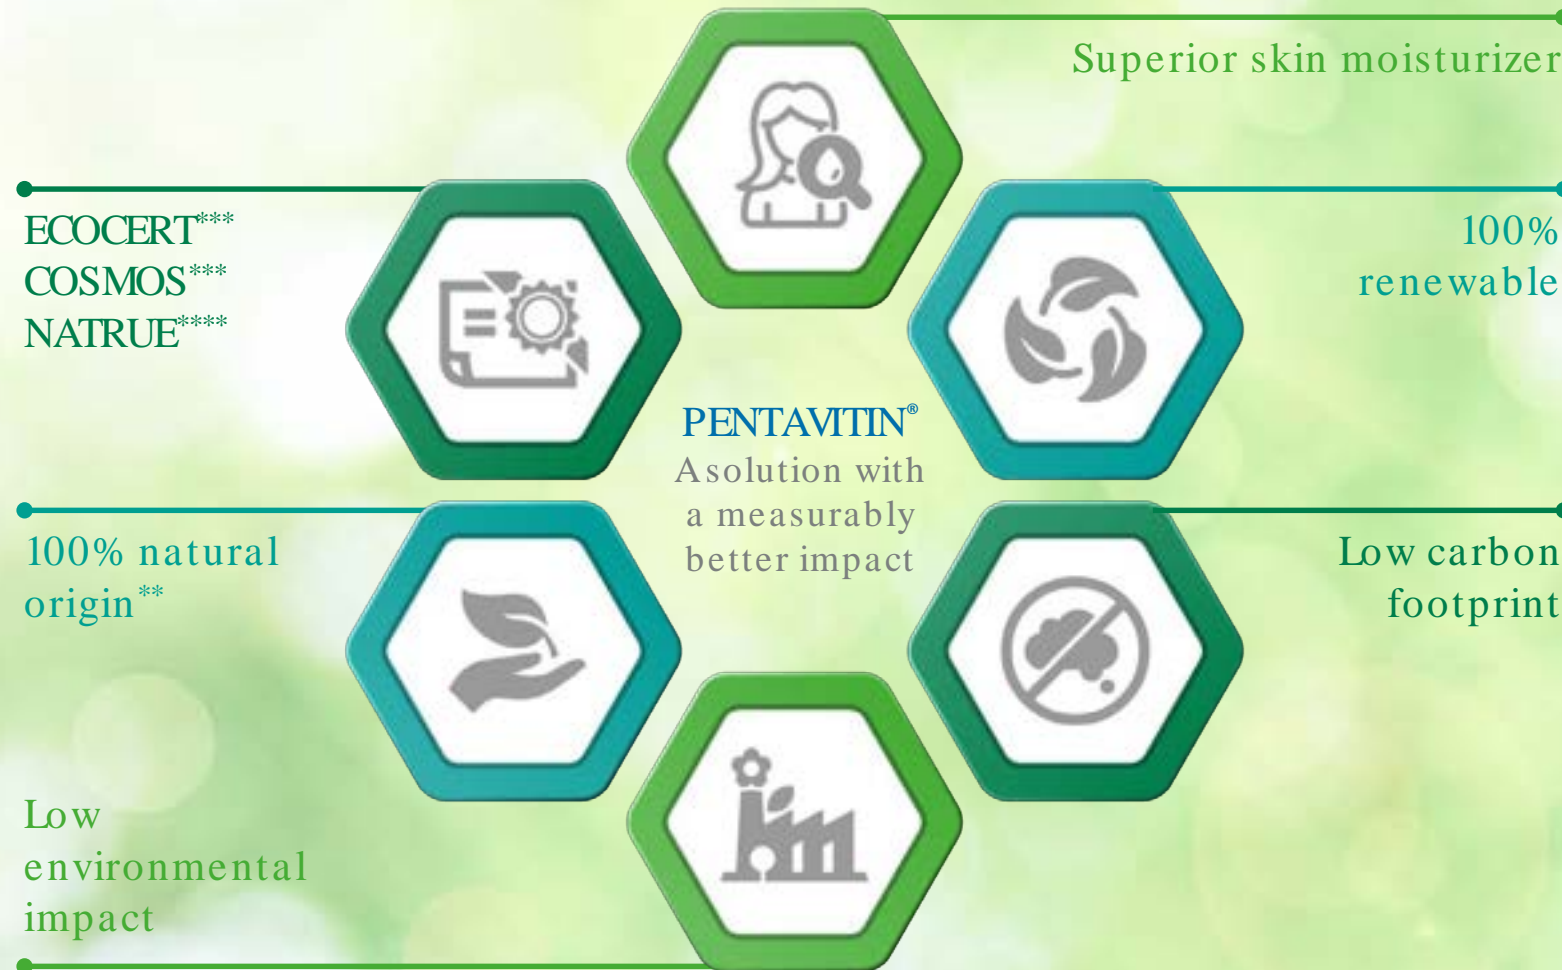 Superior skin moisturizer
ECOCERT***
COSMOS***
NATRUE****
100%
renewable
PENTAVITIN®
A solution with
a measurably
better impact
100% natural
origin**
Low carbon
footprint
Low
environmental
impact